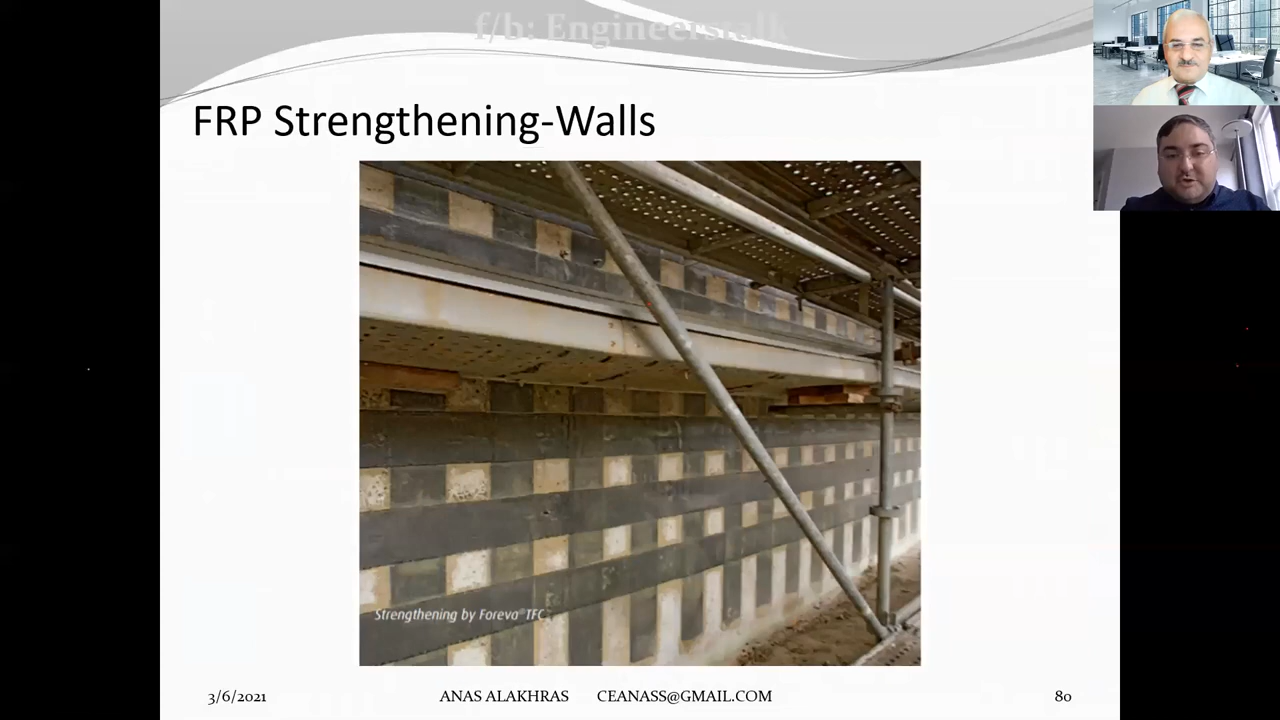 f/b: Engineerstalk
FRP Strengthening-Walls
Strengthening by Foreva® TFC
3/6/2021
ANAS ALAKHRAS CEANASS@GMAIL.COM
80